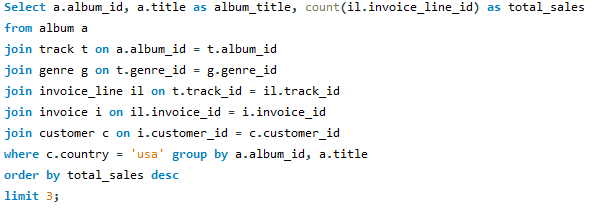 Select a.album_id, a.title as album_title, count(il.invoice_line_id) as total_sales
from album a
join track t on a.album_id = t.album_id
join genre g on t.genre_id = g.genre_id
join invoice_line il on t.track_id = il.track_id
join invoice i on il.invoice_id = i.invoice_id
join customer c on i.customer_id = c.customer_id
where c.country = 'usa' group by a.album_id, a.title
order by total_sales desc
limit 3;